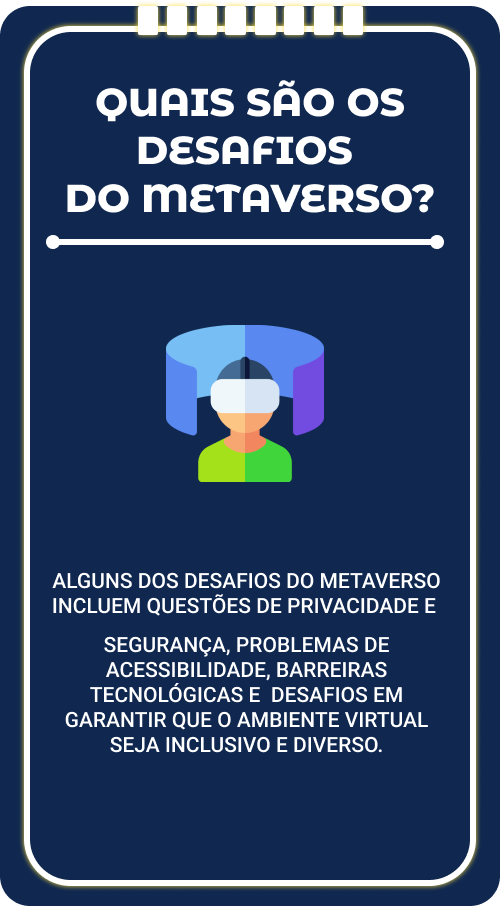 QUAIS SÃO OS
DESAFIOS
DO METAVERSO?
ALGUNS DOS DESAFIOS DO METAVERSO
INCLUEM QUESTÕES DE PRIVACIDADE E
SEGURANÇA, PROBLEMAS DE
ACESSIBILIDADE, BARREIRAS
TECNOLÓGICAS E DESAFIOS EM
GARANTIR QUE O AMBIENTE VIRTUAL
SEJA INCLUSIVO E DIVERSO.